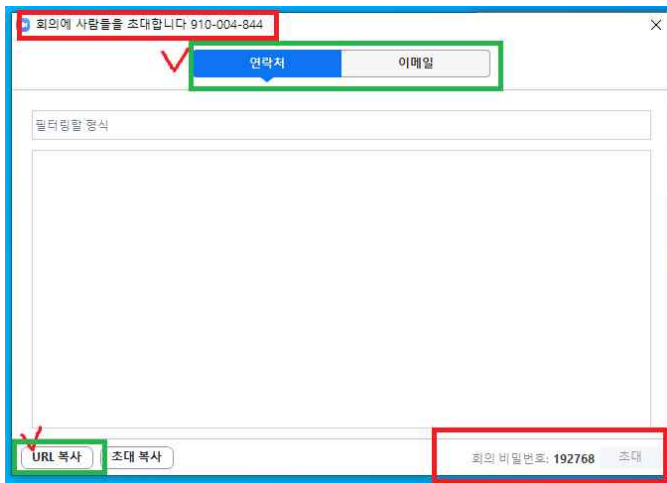 회의에 사람들을 초대합니다 910-004-844
연락처 이메일
필터링할 형식
URL 복사 초대 복사 회의 비밀번호: 192768 초대